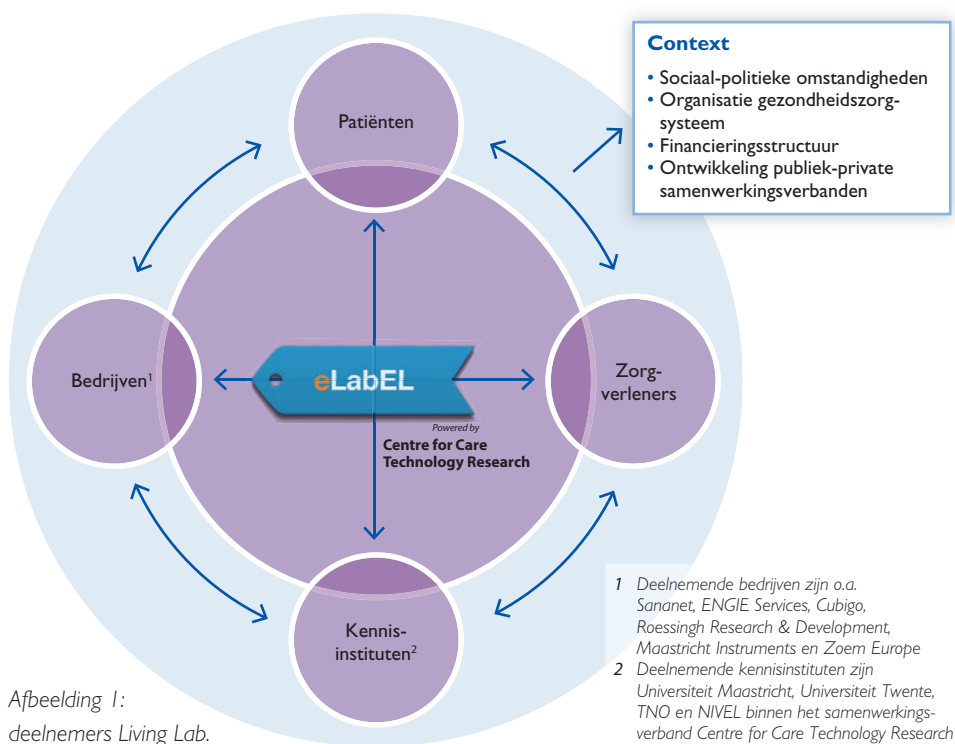 Context
• Sociaal-politieke omstandigheden
• Organisatie gezondheidszorg-
systeem
• Financieringsstructuur
• Ontwikkeling publiek-private
samenwerkingsverbanden
Patiënten
Bedrijven¹
eLabEL
Powered by
Centre for Care
Technology Research
Zorg-
verleners
Kennis-
instituten²
1 Deelnemende bedrijven zijn o.a.
Sananet, ENGIE Services, Cubigo,
Roessingh Research & Development,
Maastricht Instruments en Zoem Europe
2 Deelnemende kennisinstituten zijn
Universiteit Maastricht, Universiteit Twente,
TNO en NIVEL binnen het samenwerkings-
verband Centre for Care Technology Research
Afbeelding 1:
deelnemers Living Lab.